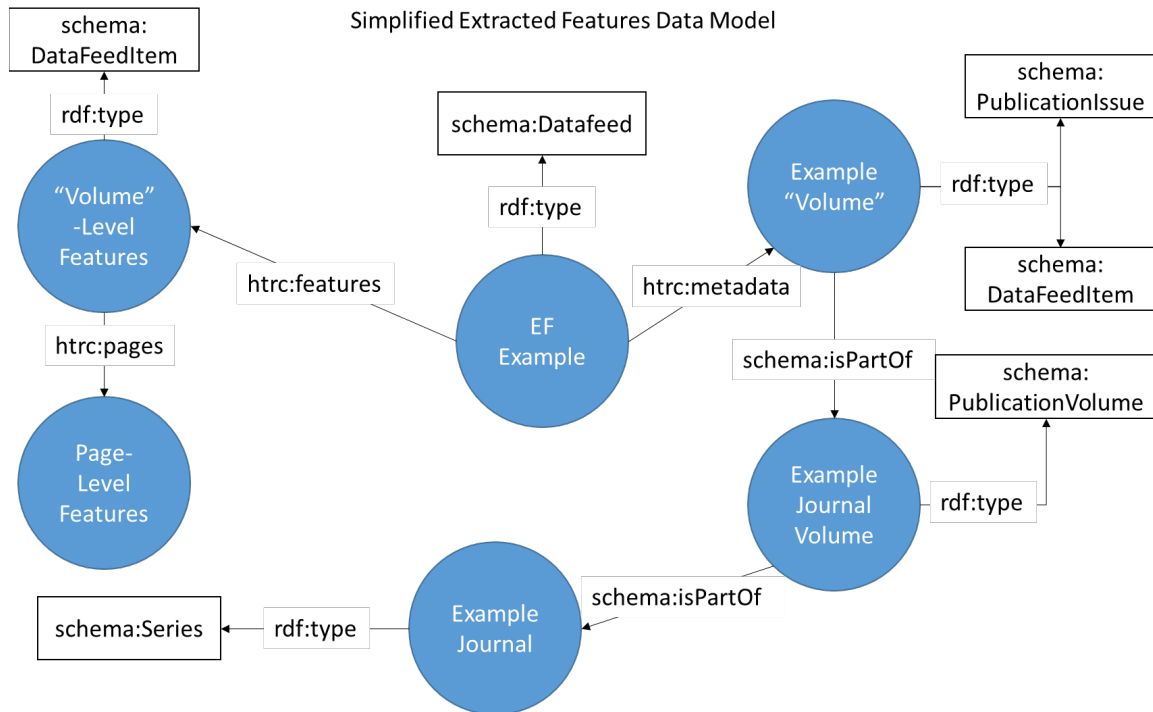 Simplified Extracted Features Data Model
schema:
DataFeedItem
rdf:type
“Volume”
-Level
Features
htrc:pages
Page-
Level
Features
htrc:features
schema:Datafeed
rdf:type
EF
Example
htrc:metadata
Example
“Volume”
rdf:type
schema:
PublicationIssue
schema:
DataFeedItem
schema:isPartOf
schema:
PublicationVolume
Example
Journal
Volume
rdf:type
schema:isPartOf
Example
Journal
rdf:type
schema:Series